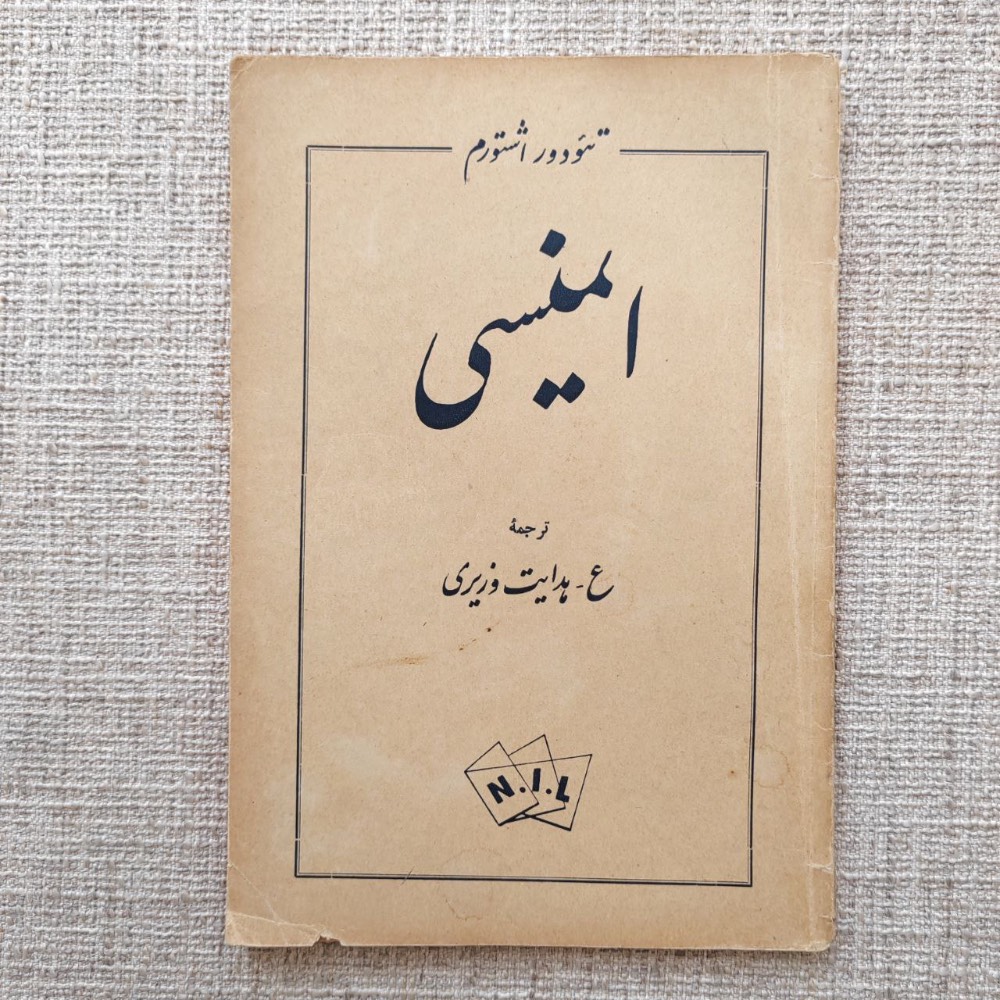 تئودور اشتورم
ایمنسی
ترجمهٔ
ع - هدایت وزیری
N.I.L